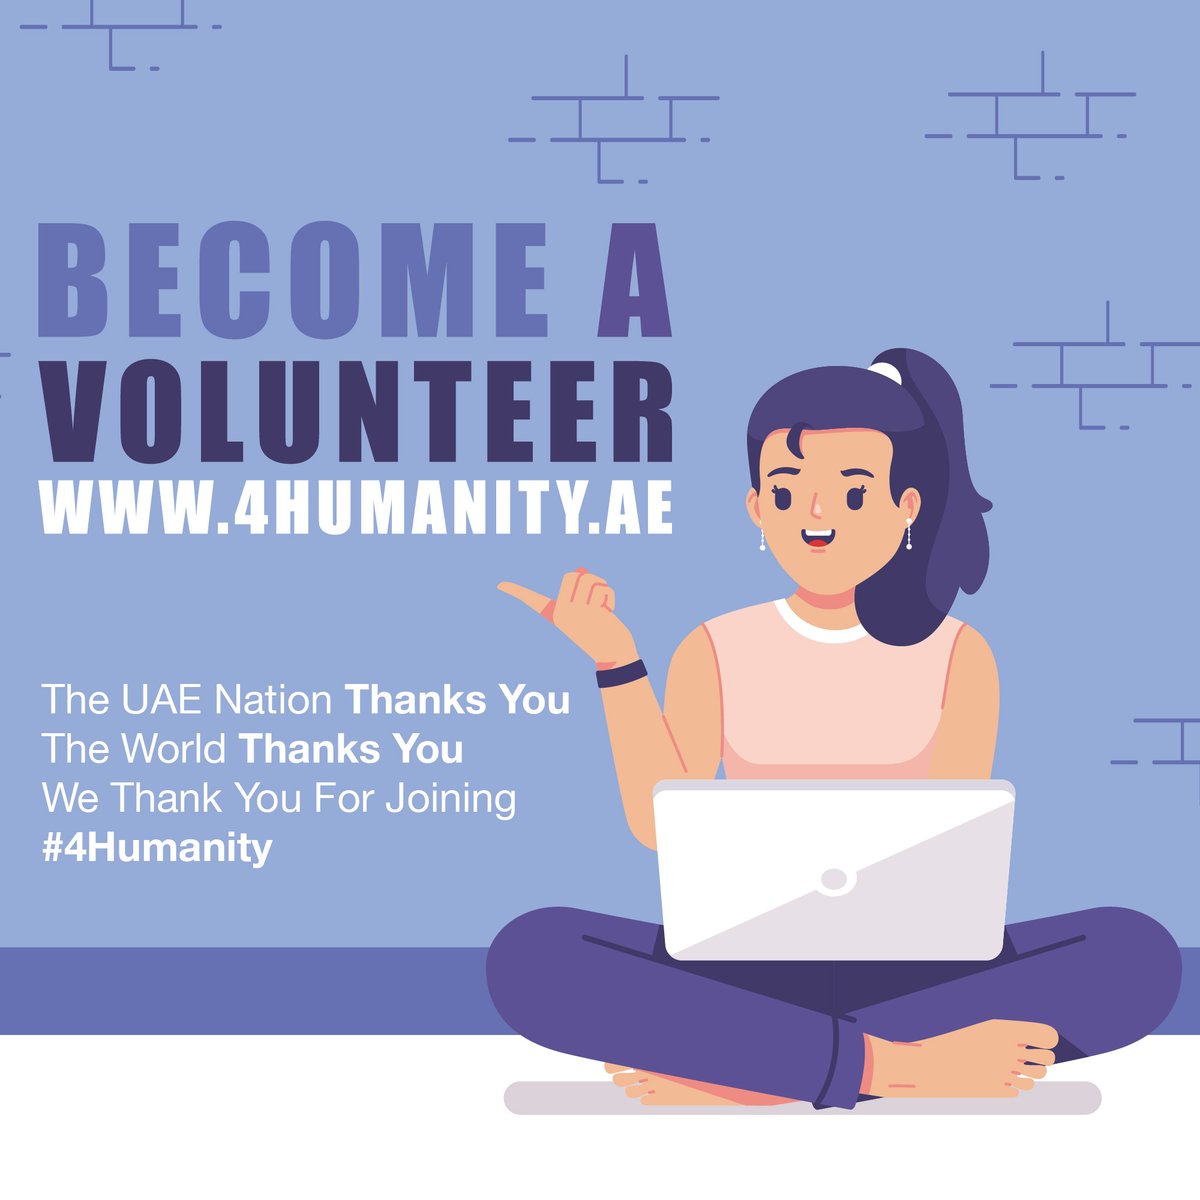 BECOME A
VOLUNTEER
WWW.4HUMANITY.AE
The UAE Nation Thanks You
The World Thanks You
We Thank You For Joining
#4Humanity